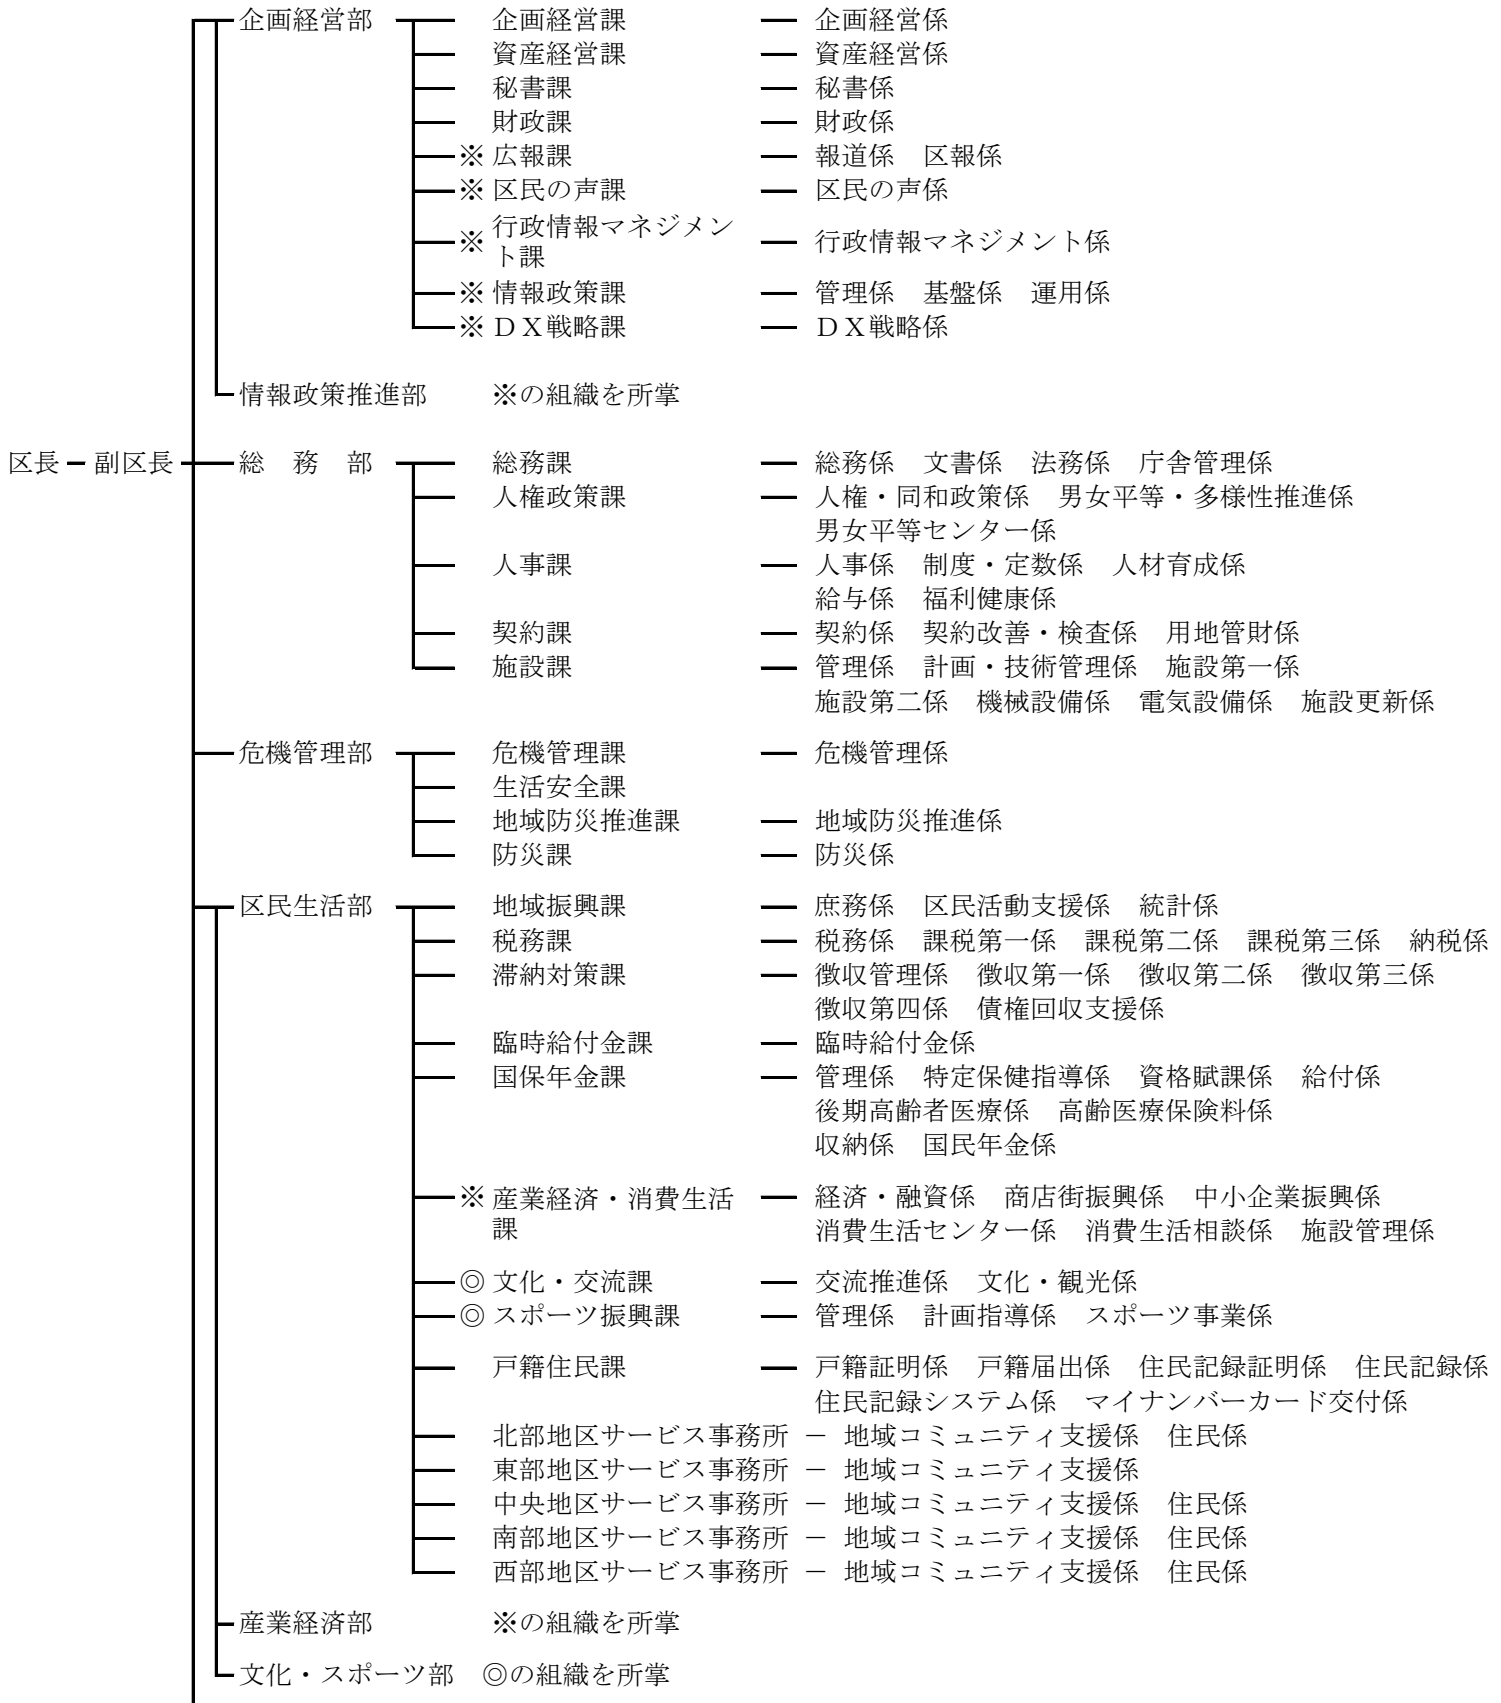 企画経営部 企画経営課 企画経営係
資産経営課 資産経営係
秘書課 秘書係
財政課 財政係
※ 広報課 報道係 区報係
※ 区民の声課 区民の声係
※ 行政情報マネジメン
ト課 行政情報マネジメント係
※ 情報政策課 管理係 基盤係 運用係
※ ＤＸ戦略課 ＤＸ戦略係
情報政策推進部 ※の組織を所掌
区長 副区長 総　務　部 総務課 総務係 文書係 法務係 庁舎管理係
人権政策課 人権・同和政策係 男女平等・多様性推進係
男女平等センター係
人事課 人事係 制度・定数係 人材育成係
給与係 福利健康係
契約課 契約係 契約改善・検査係 用地管財係
施設課 管理係 計画・技術管理係 施設第一係
施設第二係 機械設備係 電気設備係 施設更新係
危機管理部 危機管理課 危機管理係
生活安全課
地域防災推進課 地域防災推進係
防災課 防災係
区民生活部 地域振興課 庶務係 区民活動支援係 統計係
税務課 税務係 課税第一係 課税第二係 課税第三係 納税係
滞納対策課 徴収管理係 徴収第一係 徴収第二係 徴収第三係
徴収第四係 債権回収支援係
臨時給付金課 臨時給付金係
国保年金課 管理係 特定保健指導係 資格賦課係 給付係
後期高齢者医療係 高齢医療保険料係
収納係 国民年金係
※ 産業経済・消費生活 経済・融資係 商店街振興係 中小企業振興係
課 消費生活センター係 消費生活相談係 施設管理係
◎ 文化・交流課 交流推進係 文化・観光係
◎ スポーツ振興課 管理係 計画指導係 スポーツ事業係
戸籍住民課 戸籍証明係 戸籍届出係 住民記録証明係 住民記録係
住民記録システム係 マイナンバーカード交付係
北部地区サービス事務所 － 地域コミュニティ支援係 住民係
東部地区サービス事務所 － 地域コミュニティ支援係
中央地区サービス事務所 － 地域コミュニティ支援係 住民係
南部地区サービス事務所 － 地域コミュニティ支援係 住民係
西部地区サービス事務所 － 地域コミュニティ支援係 住民係
産業経済部 ※の組織を所掌
文化・スポーツ部 ◎の組織を所掌